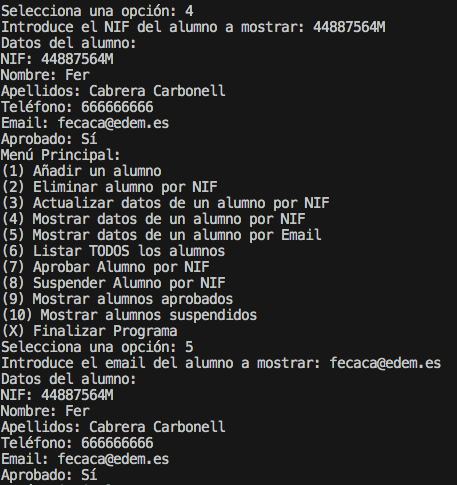 Selecciona una opción: 4
Introduce el NIF del alumno a mostrar: 44887564M
Datos del alumno:
NIF: 44887564M
Nombre: Fer
Apellidos: Cabrera Carbonell
Teléfono: 666666666
Email: fecaca@edem.es
Aprobado: Sí
Menú Principal:
(1) Añadir un alumno
(2) Eliminar alumno por NIF
(3) Actualizar datos de un alumno por NIF
(4) Mostrar datos de un alumno por NIF
(5) Mostrar datos de un alumno por Email
(6) Listar TODOS los alumnos
(7) Aprobar Alumno por NIF
(8) Suspender Alumno por NIF
(9) Mostrar alumnos aprobados
(10) Mostrar alumnos suspendidos
(X) Finalizar Programa
Selecciona una opción: 5
Introduce el email del alumno a mostrar: fecaca@edem.es
Datos del alumno:
NIF: 44887564M
Nombre: Fer
Apellidos: Cabrera Carbonell
Teléfono: 666666666
Email: fecaca@edem.es
Aprobado: Sí